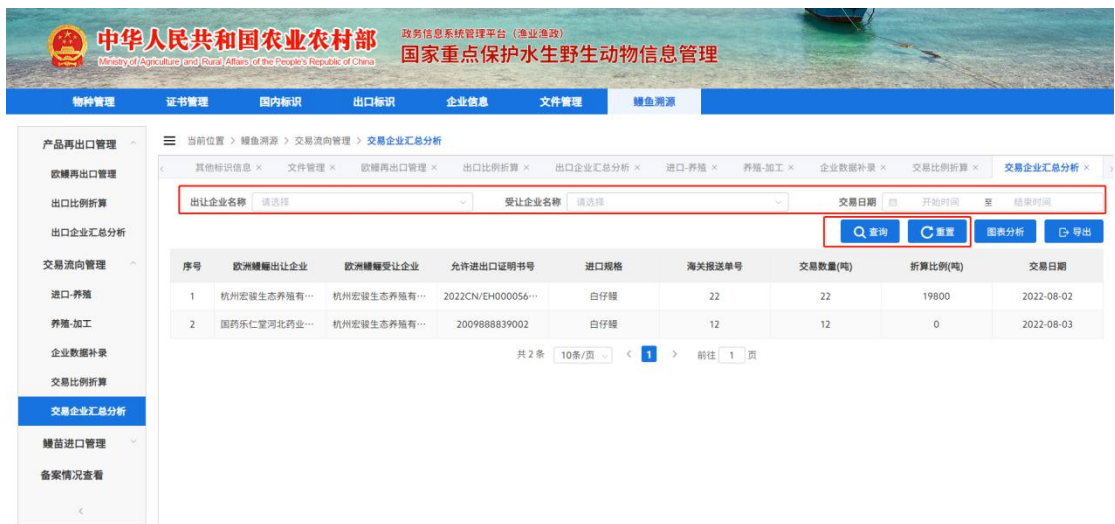 中华人民共和国农业农村部
Ministry of Agriculture and Rural Affairs of the People's Republic of China
政务信息系统管理平台（渔业渔政）
国家重点保护水生野生动物信息管理
物种管理 证书管理 国内标识 出口标识 企业信息 文件管理 鳗鱼溯源
产品再出口管理
欧鳗再出口管理
出口比例折算
出口企业汇总分析
交易流向管理
进口-养殖
养殖-加工
企业数据补录
交易比例折算
交易企业汇总分析
鳗苗进口管理
备案情况查看
当前位置 > 鳗鱼溯源 > 交易流向管理 > 交易企业汇总分析
其他标识信息 × 文件管理 × 欧鳗再出口管理 × 出口比例折算 × 出口企业汇总分析 × 进口-养殖 × 养殖-加工 × 企业数据补录 × 交易比例折算 × 交易企业汇总分析 ×
出让企业名称 请选择 受让企业名称 请选择 交易日期 开始时间 至 结束时间
查询 重置 图表分析 导出
序号 欧洲鳗鲡出让企业 欧洲鳗鲡受让企业 允许进出口证明书号 进口规格 海关报送单号 交易数量(吨) 折算比例(吨) 交易日期
1 杭州宏骏生态养殖有… 杭州宏骏生态养殖有… 2022CN/EH000056… 白仔鳗 22 22 19800 2022-08-02
2 国药乐仁堂河北药业… 杭州宏骏生态养殖有… 2009888839002 白仔鳗 12 12 0 2022-08-03
共 2 条 10条/页 < 1 > 前往 1 页